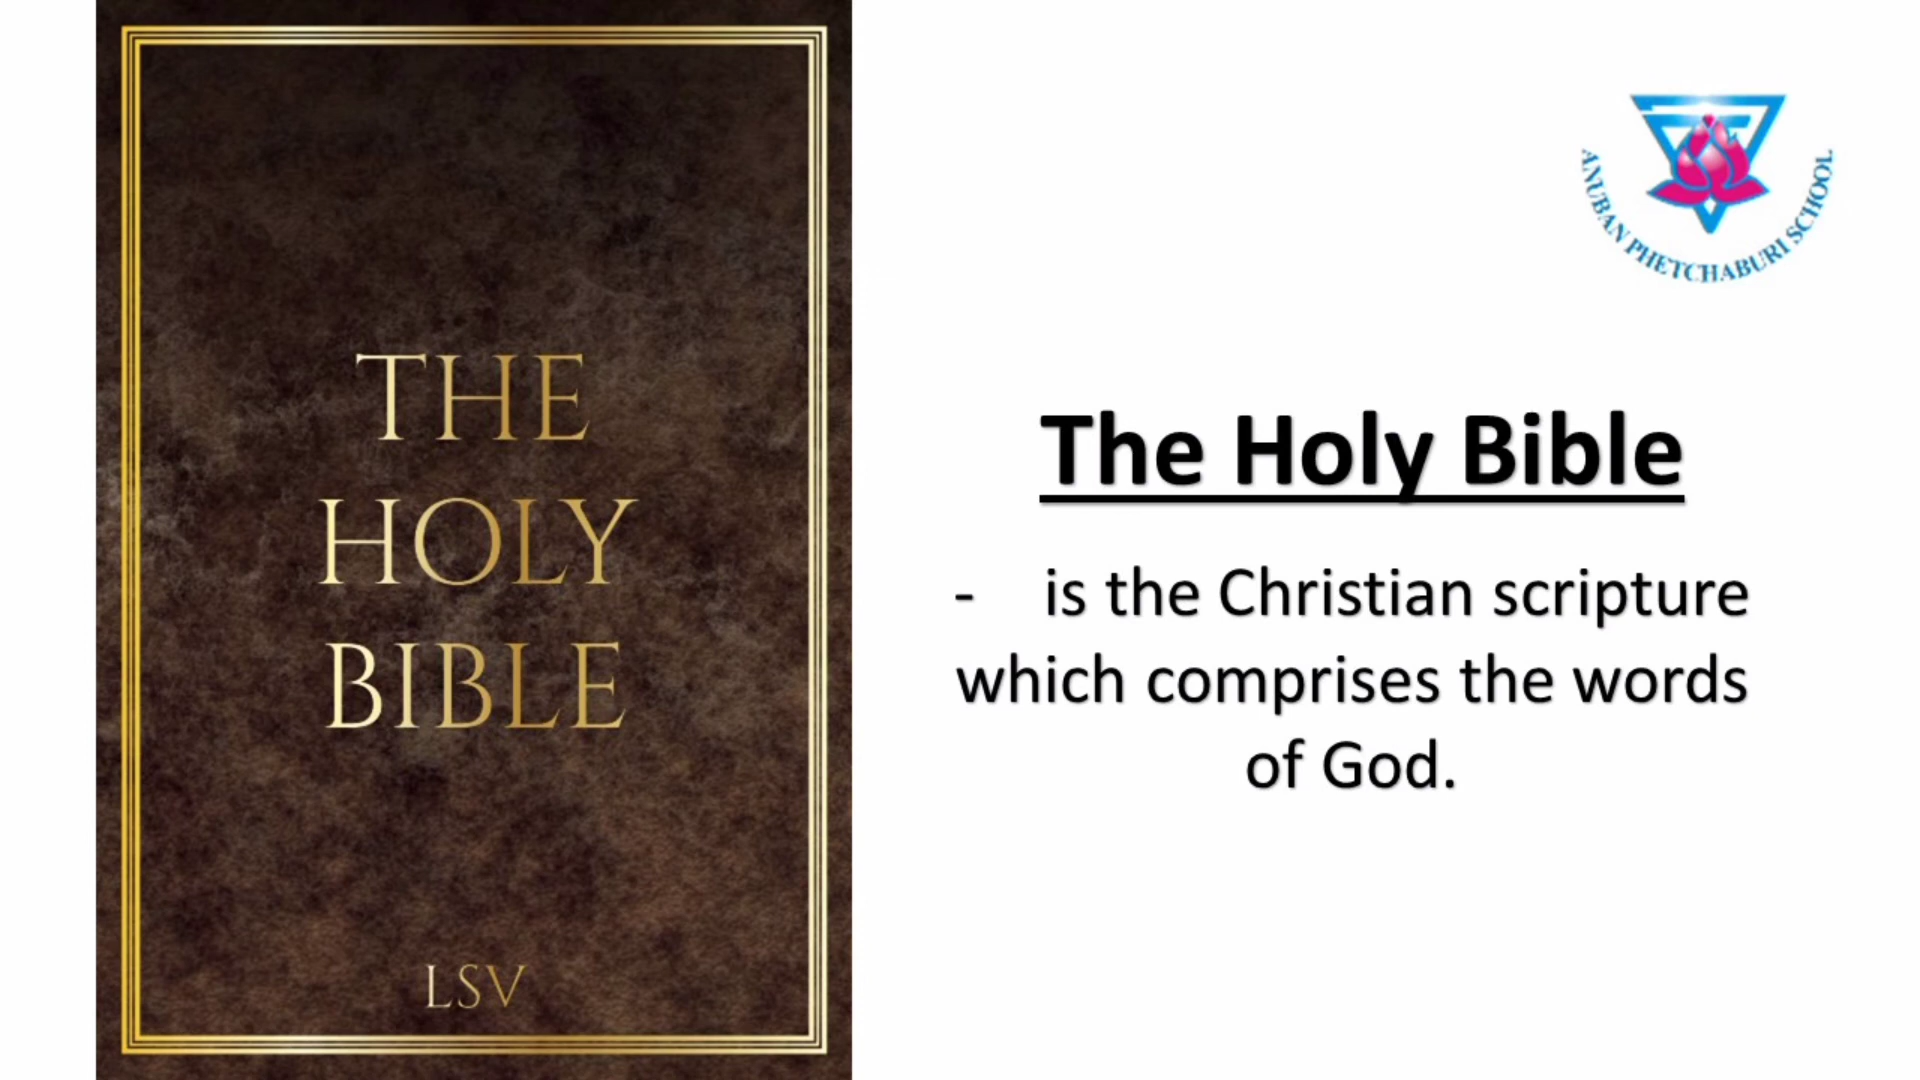 THE
HOLY
BIBLE
LSV
ANUBAN PHETCHABURI SCHOOL
The Holy Bible
- is the Christian scripture
which comprises the words
of God.